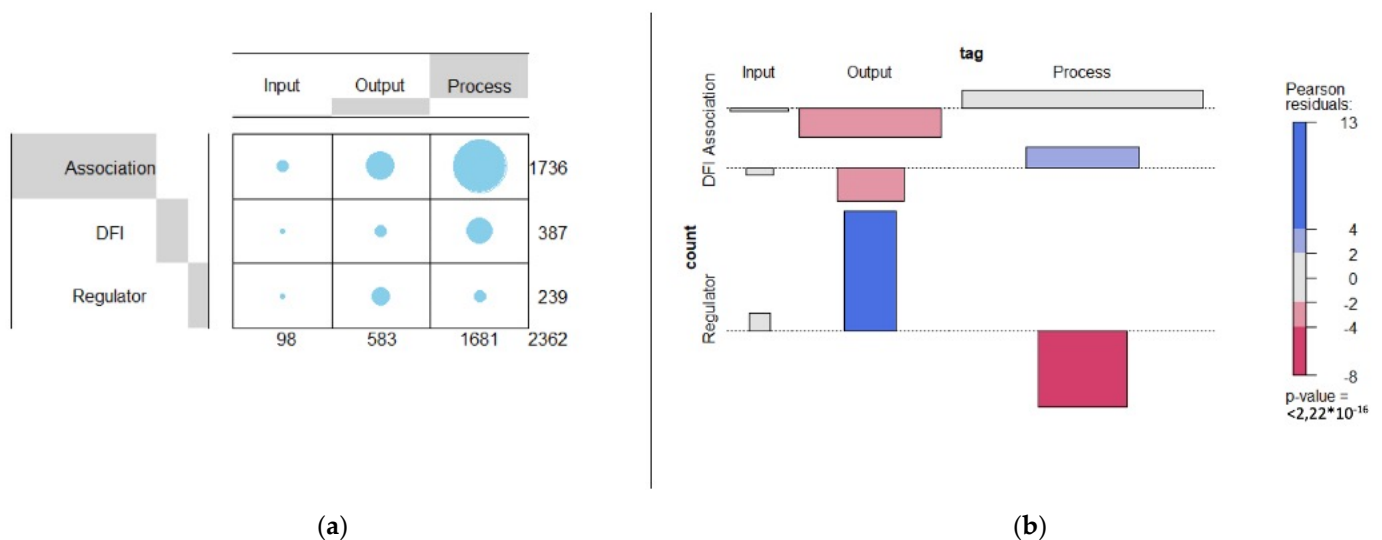 Input Output Process
Association 1736
DFI 387
Regulator 239
98 583 1681 2362
(a)
tag
Input Output Process
count
Association
DFI
Regulator
Pearson
residuals:
13
4
2
0
-2
-4
-8
p-value =
<2,22*10⁻¹⁶
(b)